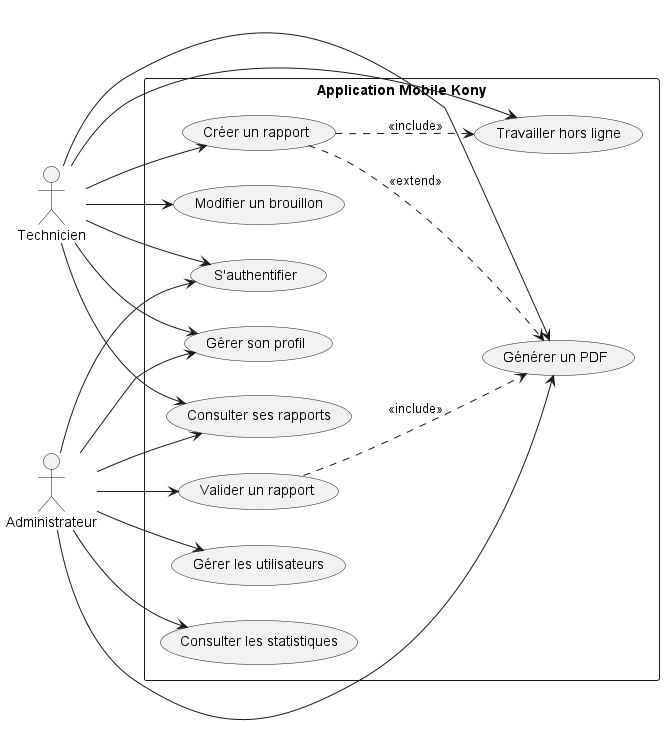 Application Mobile Kony
Créer un rapport
«include»
Travailler hors ligne
«extend»
Modifier un brouillon
Technicien
S'authentifier
Gérer son profil
Générer un PDF
Consulter ses rapports
«include»
Valider un rapport
Administrateur
Gérer les utilisateurs
Consulter les statistiques